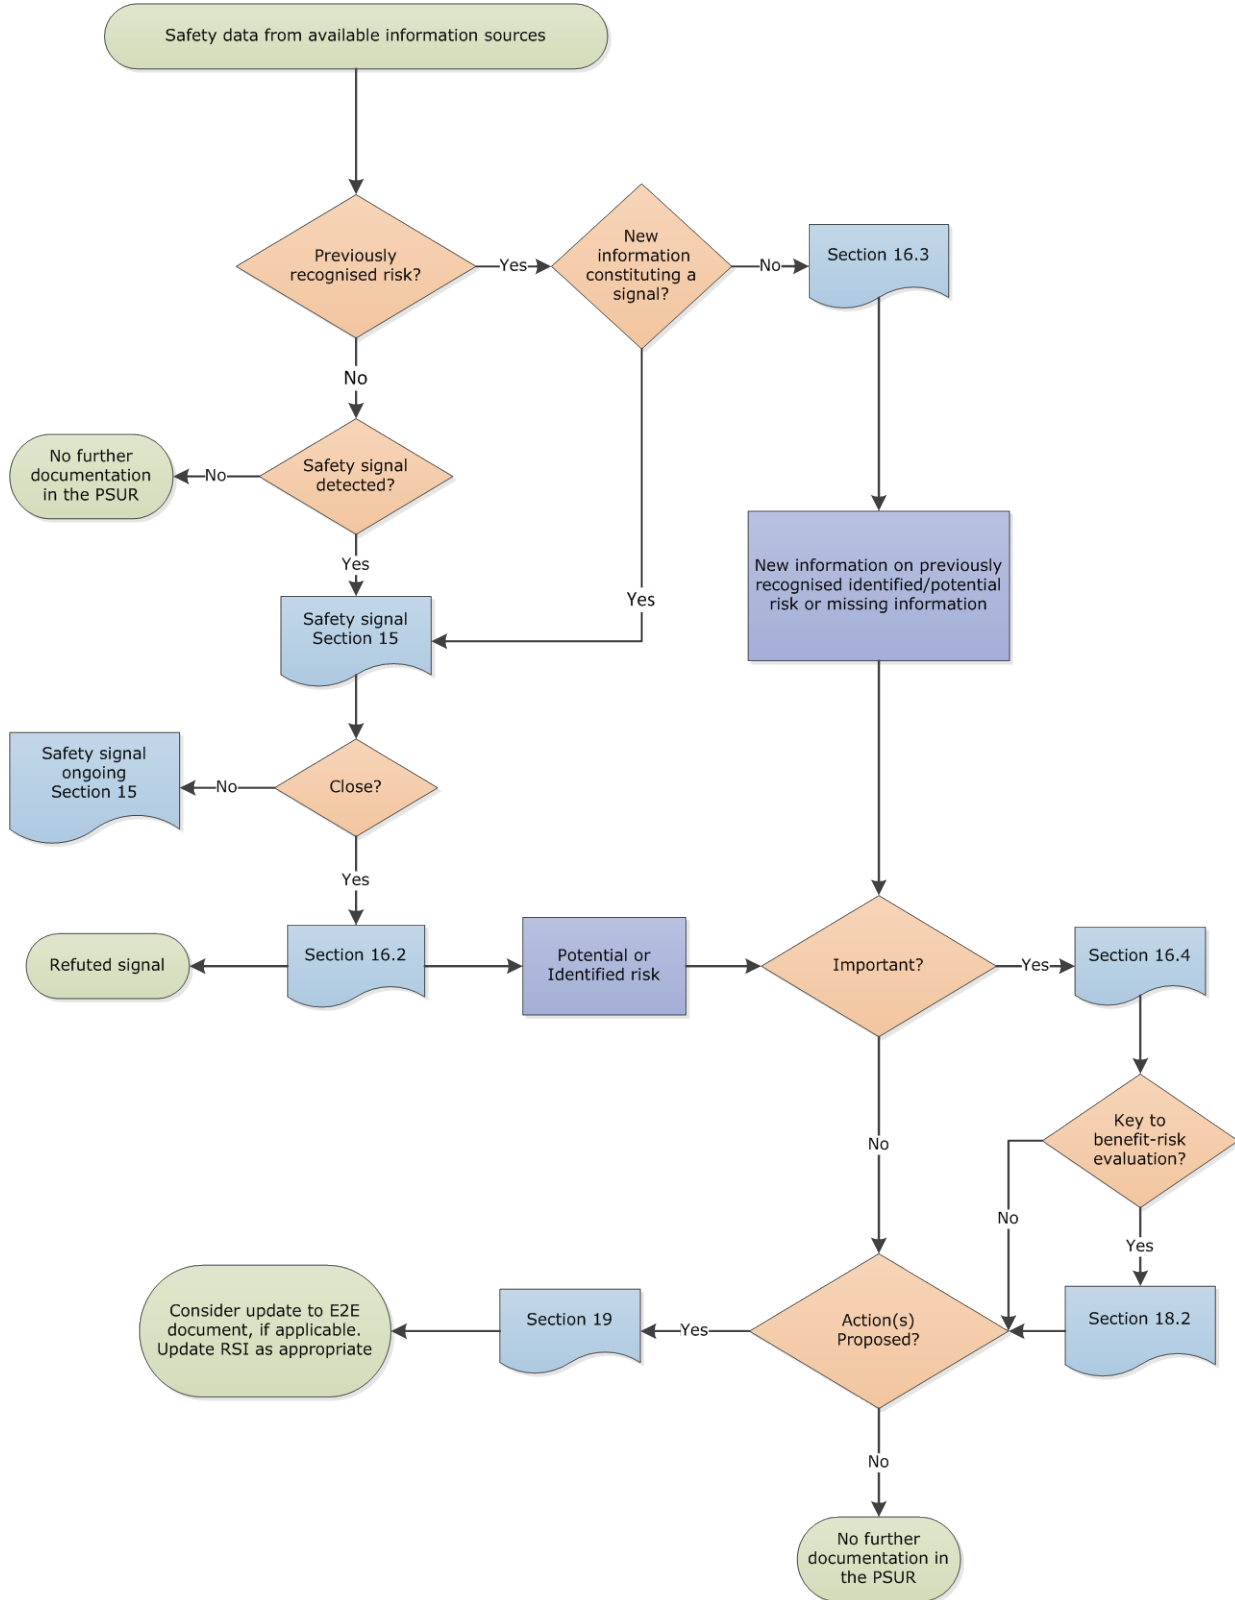 Safety data from available information sources
Previously
recognised risk?
Yes
New
information
constituting a
signal?
No
Section 16.3
No
Safety signal
detected?
No
No further
documentation
in the PSUR
Yes
Yes
Safety signal
Section 15
New information on previously
recognised identified/potential
risk or missing information
Close?
No
Safety signal
ongoing
Section 15
Yes
Section 16.2
Refuted signal
Potential or
Identified risk
Important?
Yes
Section 16.4
No
Key to
benefit-risk
evaluation?
No
Yes
Section 18.2
Action(s)
Proposed?
Yes
Section 19
Consider update to E2E
document, if applicable.
Update RSI as appropriate
No
No further
documentation in
the PSUR